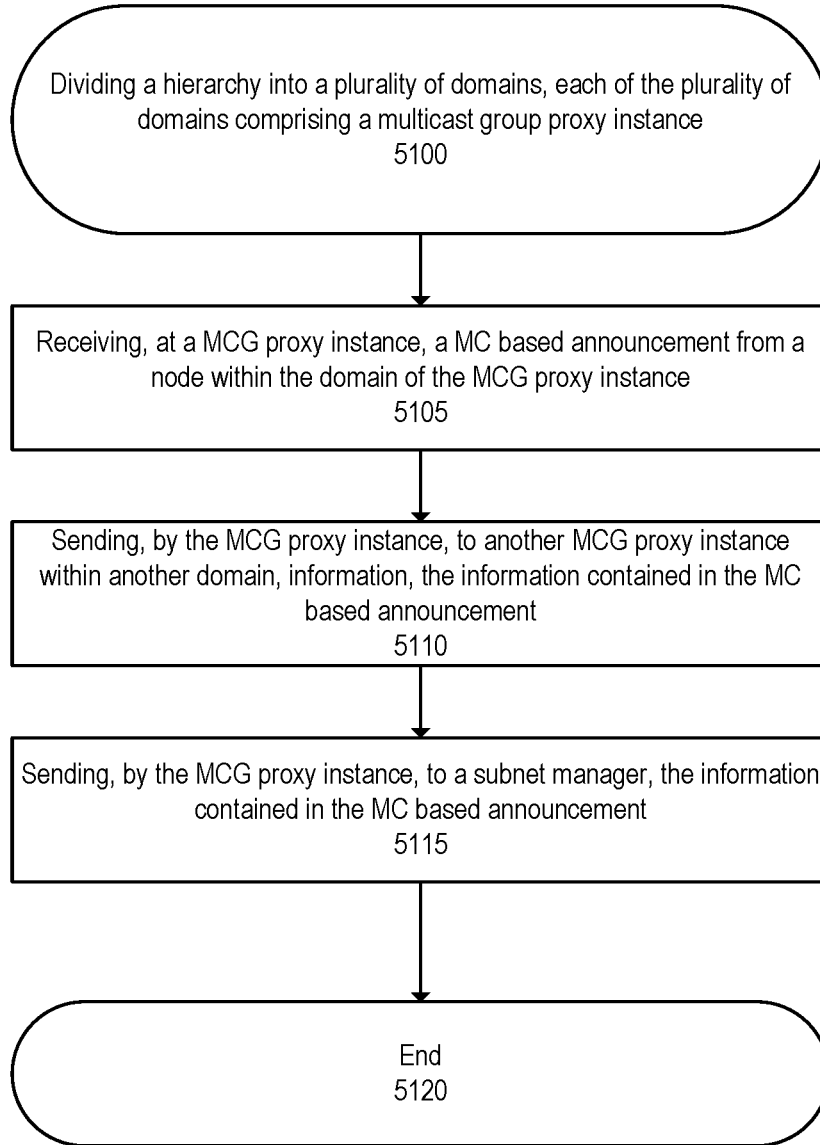 Dividing a hierarchy into a plurality of domains, each of the plurality of
domains comprising a multicast group proxy instance
5100
Receiving, at a MCG proxy instance, a MC based announcement from a
node within the domain of the MCG proxy instance
5105
Sending, by the MCG proxy instance, to another MCG proxy instance
within another domain, information, the information contained in the MC
based announcement
5110
Sending, by the MCG proxy instance, to a subnet manager, the information
contained in the MC based announcement
5115
End
5120